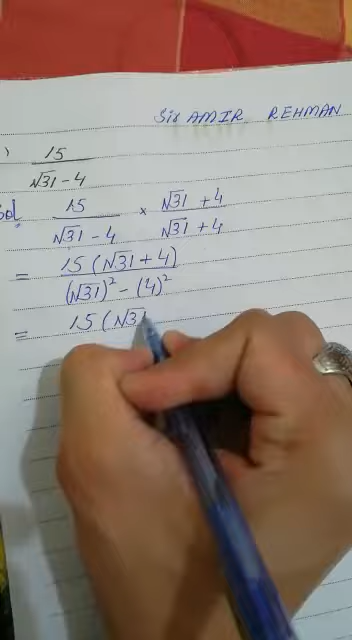 Sir AMIR REHMAN
) 15
√31 - 4
Sol 15 × √31 + 4
√31 - 4 √31 + 4
= 15 (√31 + 4)
(√31)² - (4)²
= 15 (√31